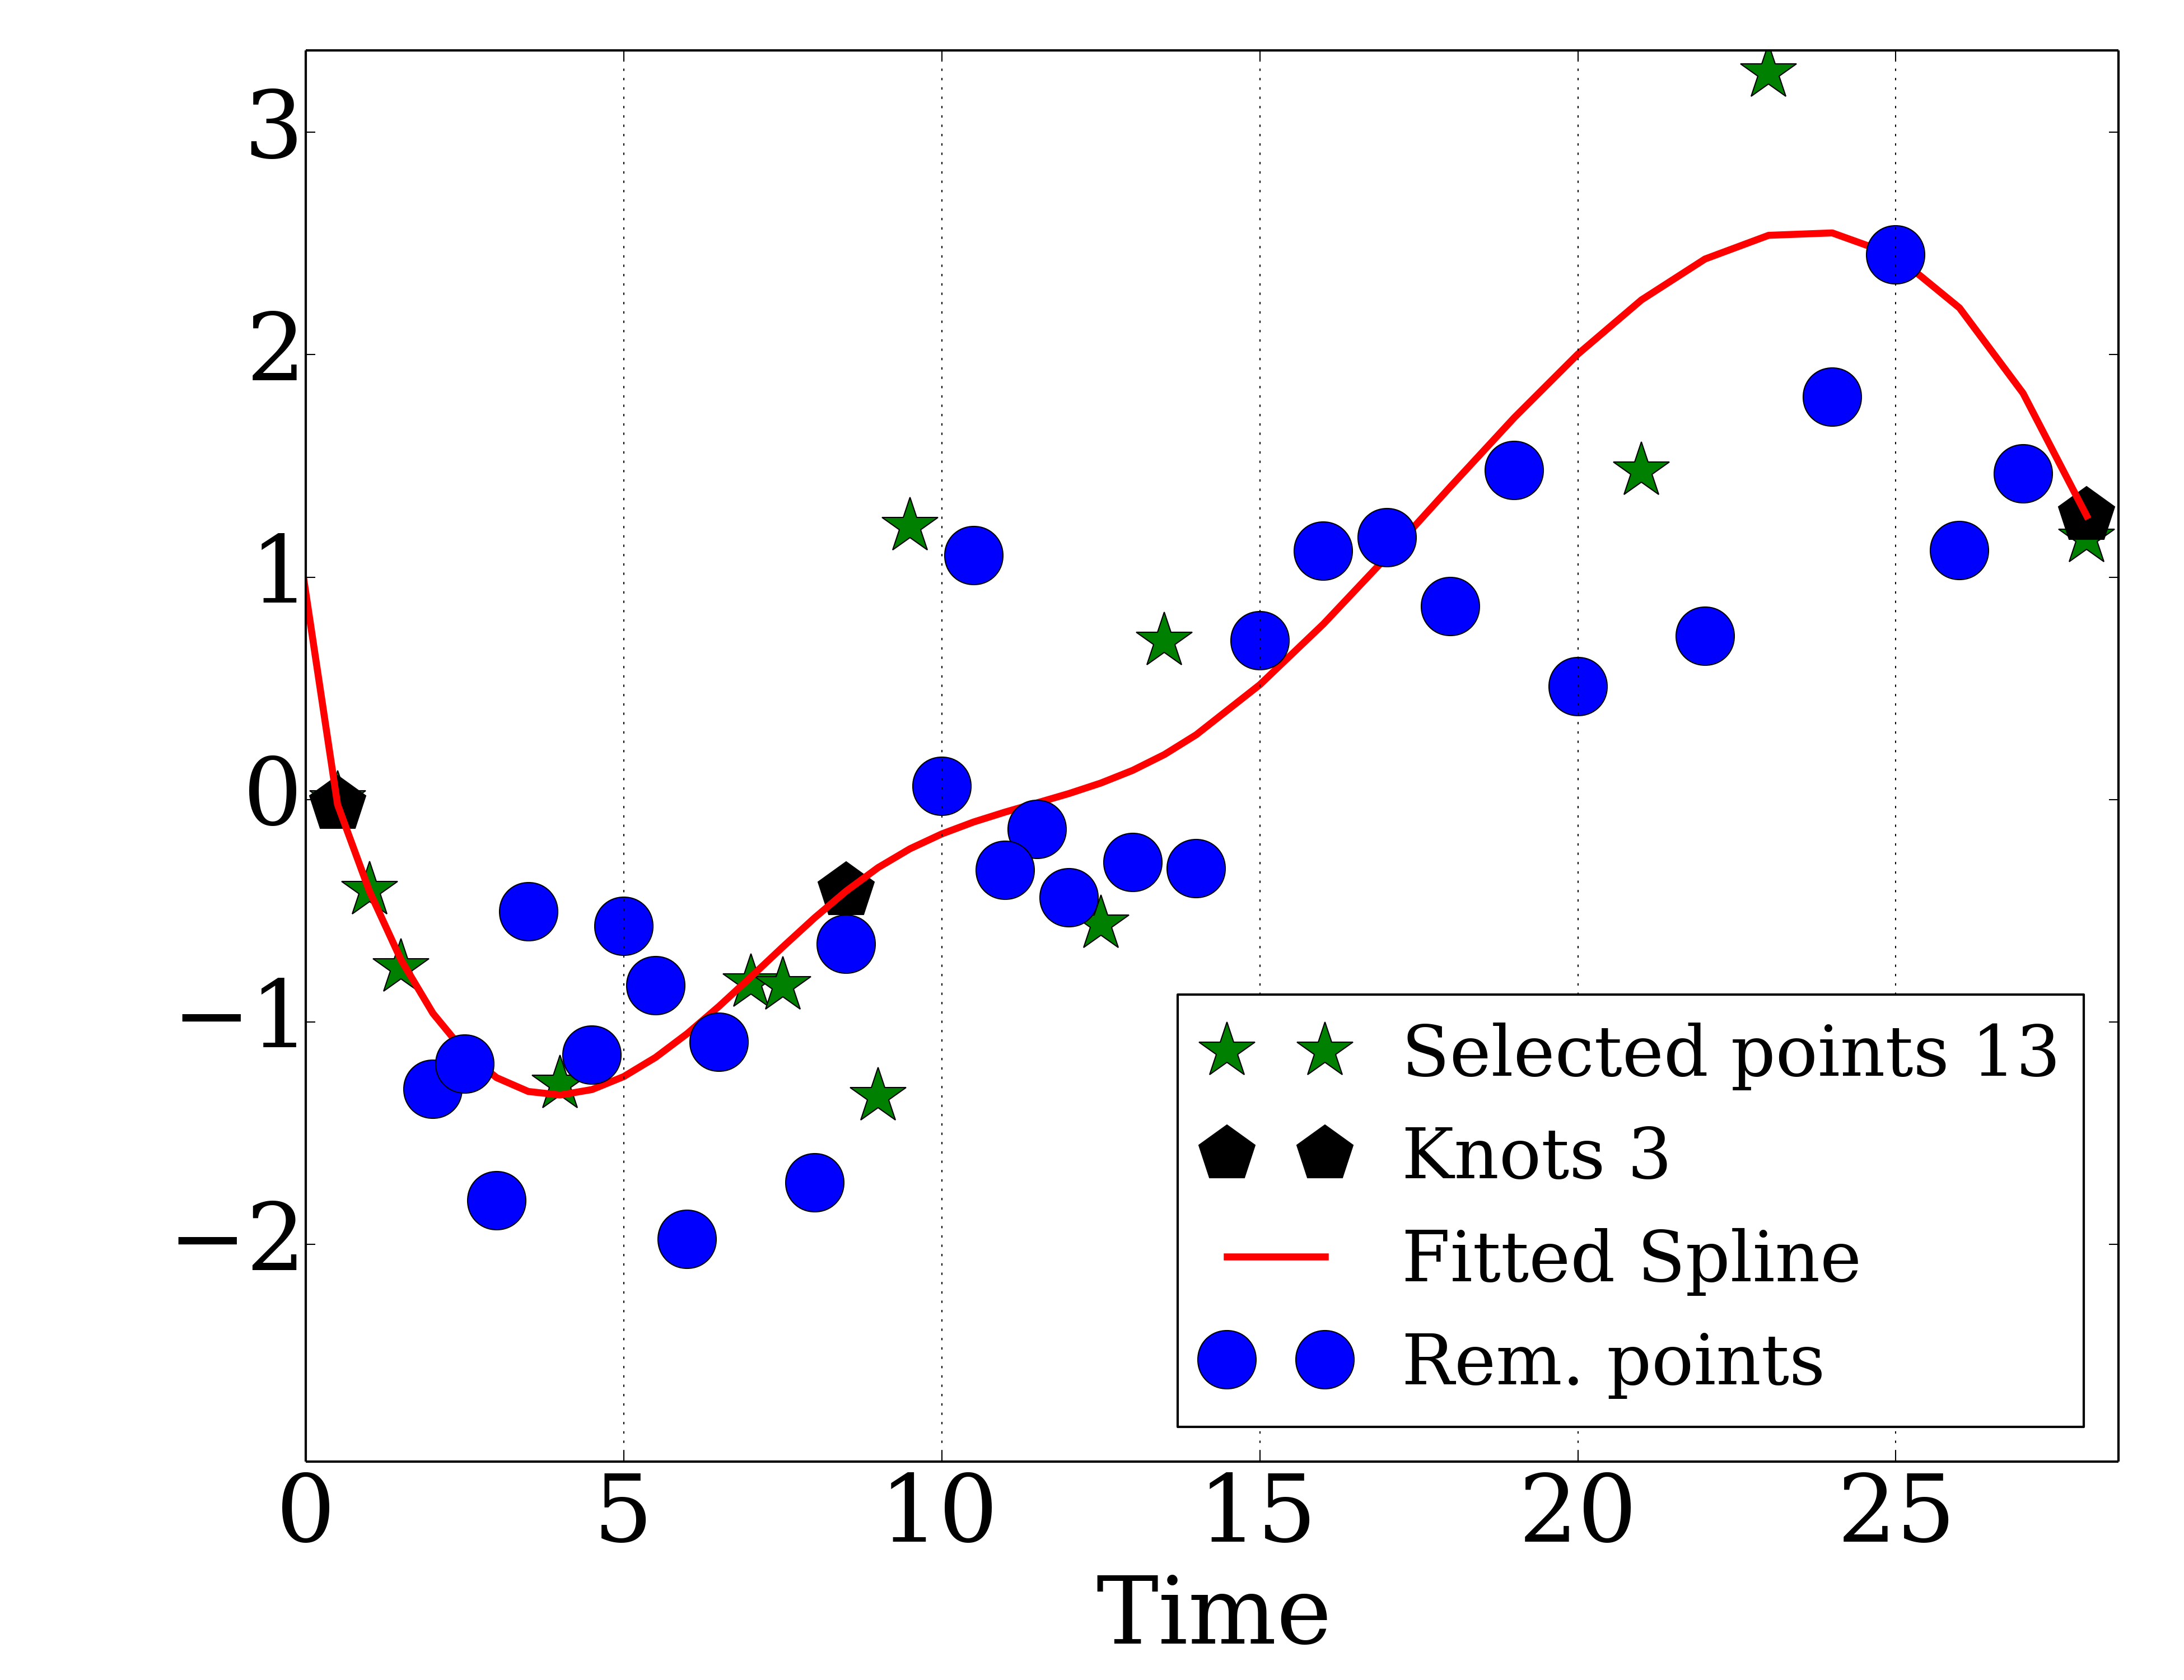 3
2
1
0
−1
−2
Selected points 13
Knots 3
Fitted Spline
Rem. points
0 5 10 15 20 25
Time